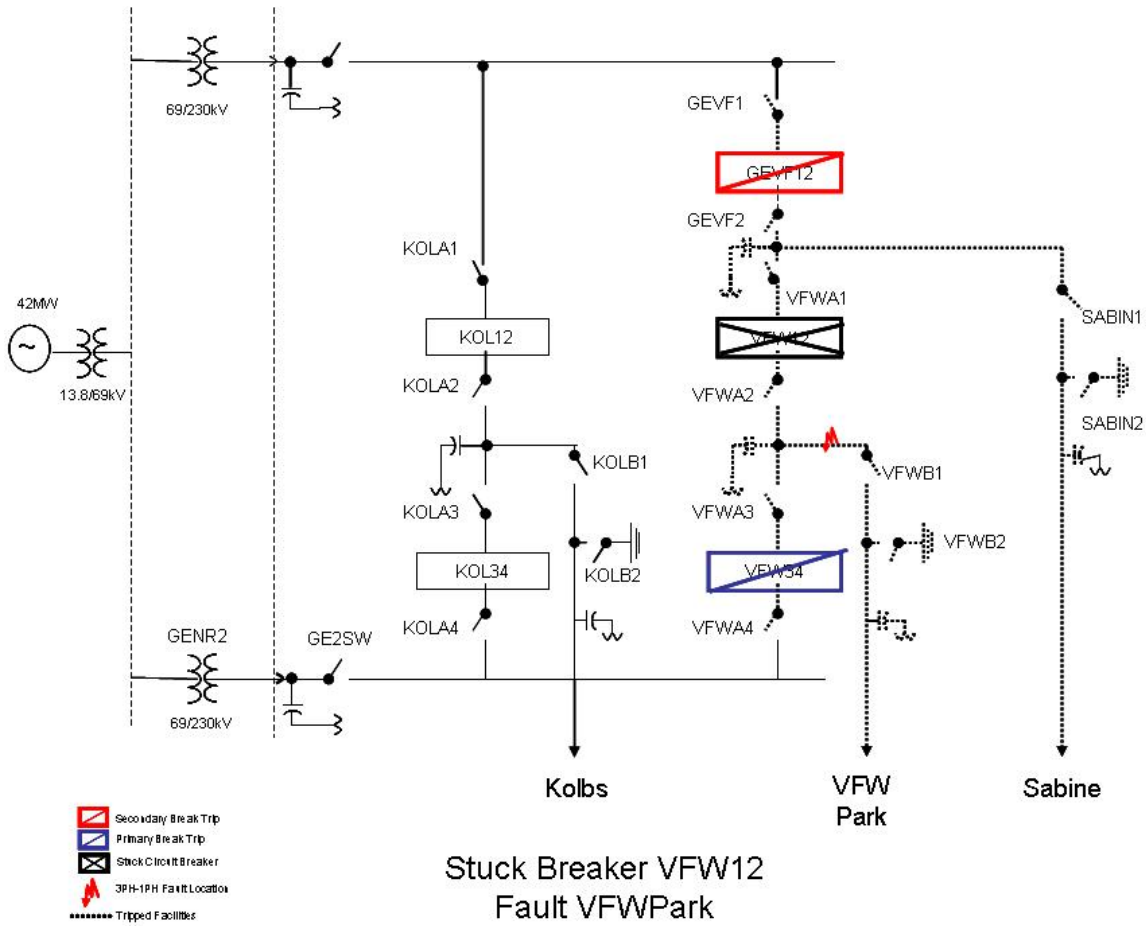 GEVF1
69/230kV
GEVF12
GEVF2
KOLA1
VFWA1
42MW
SABIN1
KOL12
VFW12
13.8/69kV
KOLA2
VFWA2
SABIN2
KOLB1
VFWB1
KOLA3
VFWA3
KOL34
KOLB2
VFW34
VFWB2
KOLA4
VFWA4
GENR2
GE2SW
69/230kV
Kolbs
VFW
Park
Sabine
Secondary Break Trip
Primary Break Trip
Stuck Circuit Breaker
3PH-1PH Fault Location
Tripped Facilities
Stuck Breaker VFW12
Fault VFWPark